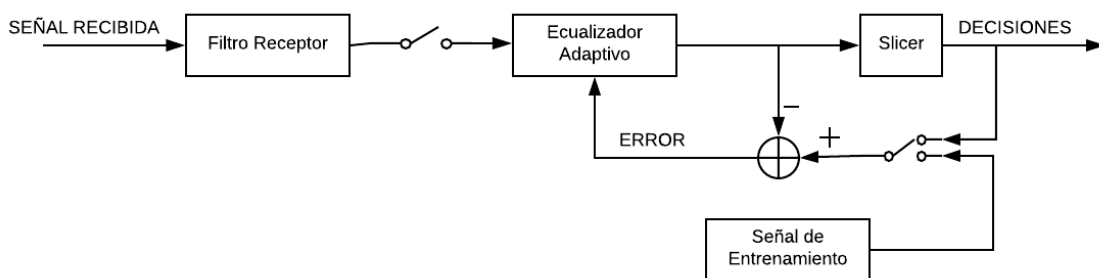 SEÑAL RECIBIDA
Filtro Receptor
Ecualizador
Adaptivo
Slicer
DECISIONES
−
+
ERROR
Señal de
Entrenamiento